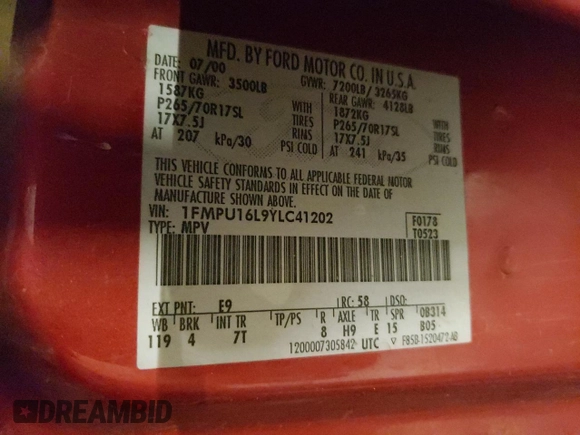 MFD. BY FORD MOTOR CO. IN U.S.A.
DATE: 07/00 GVWR: 7200LB/ 3265KG
FRONT GAWR: 3500LB REAR GAWR: 4128LB
1587KG WITH 1872KG WITH
P265/70R17SL TIRES P265/70R17SL TIRES
17X7.5J RIMS 17X7.5J RIMS
AT 207 kPa/30 PSI COLD AT 241 kPa/35 PSI COLD
THIS VEHICLE CONFORMS TO ALL APPLICABLE FEDERAL MOTOR
VEHICLE SAFETY STANDARDS IN EFFECT ON THE DATE OF
MANUFACTURE SHOWN ABOVE.
VIN: 1FMPU16L9YLC41202 F0178
TYPE: MPV T0523
EXT PNT: E9 RC: 58 DSO:
WB BRK INT TR TP/PS R AXLE TR SPR 0B314
119 4 7T 8 H9 E 15 B05
1200007305842 UTC F85B-1520472-AB
DREAMBID